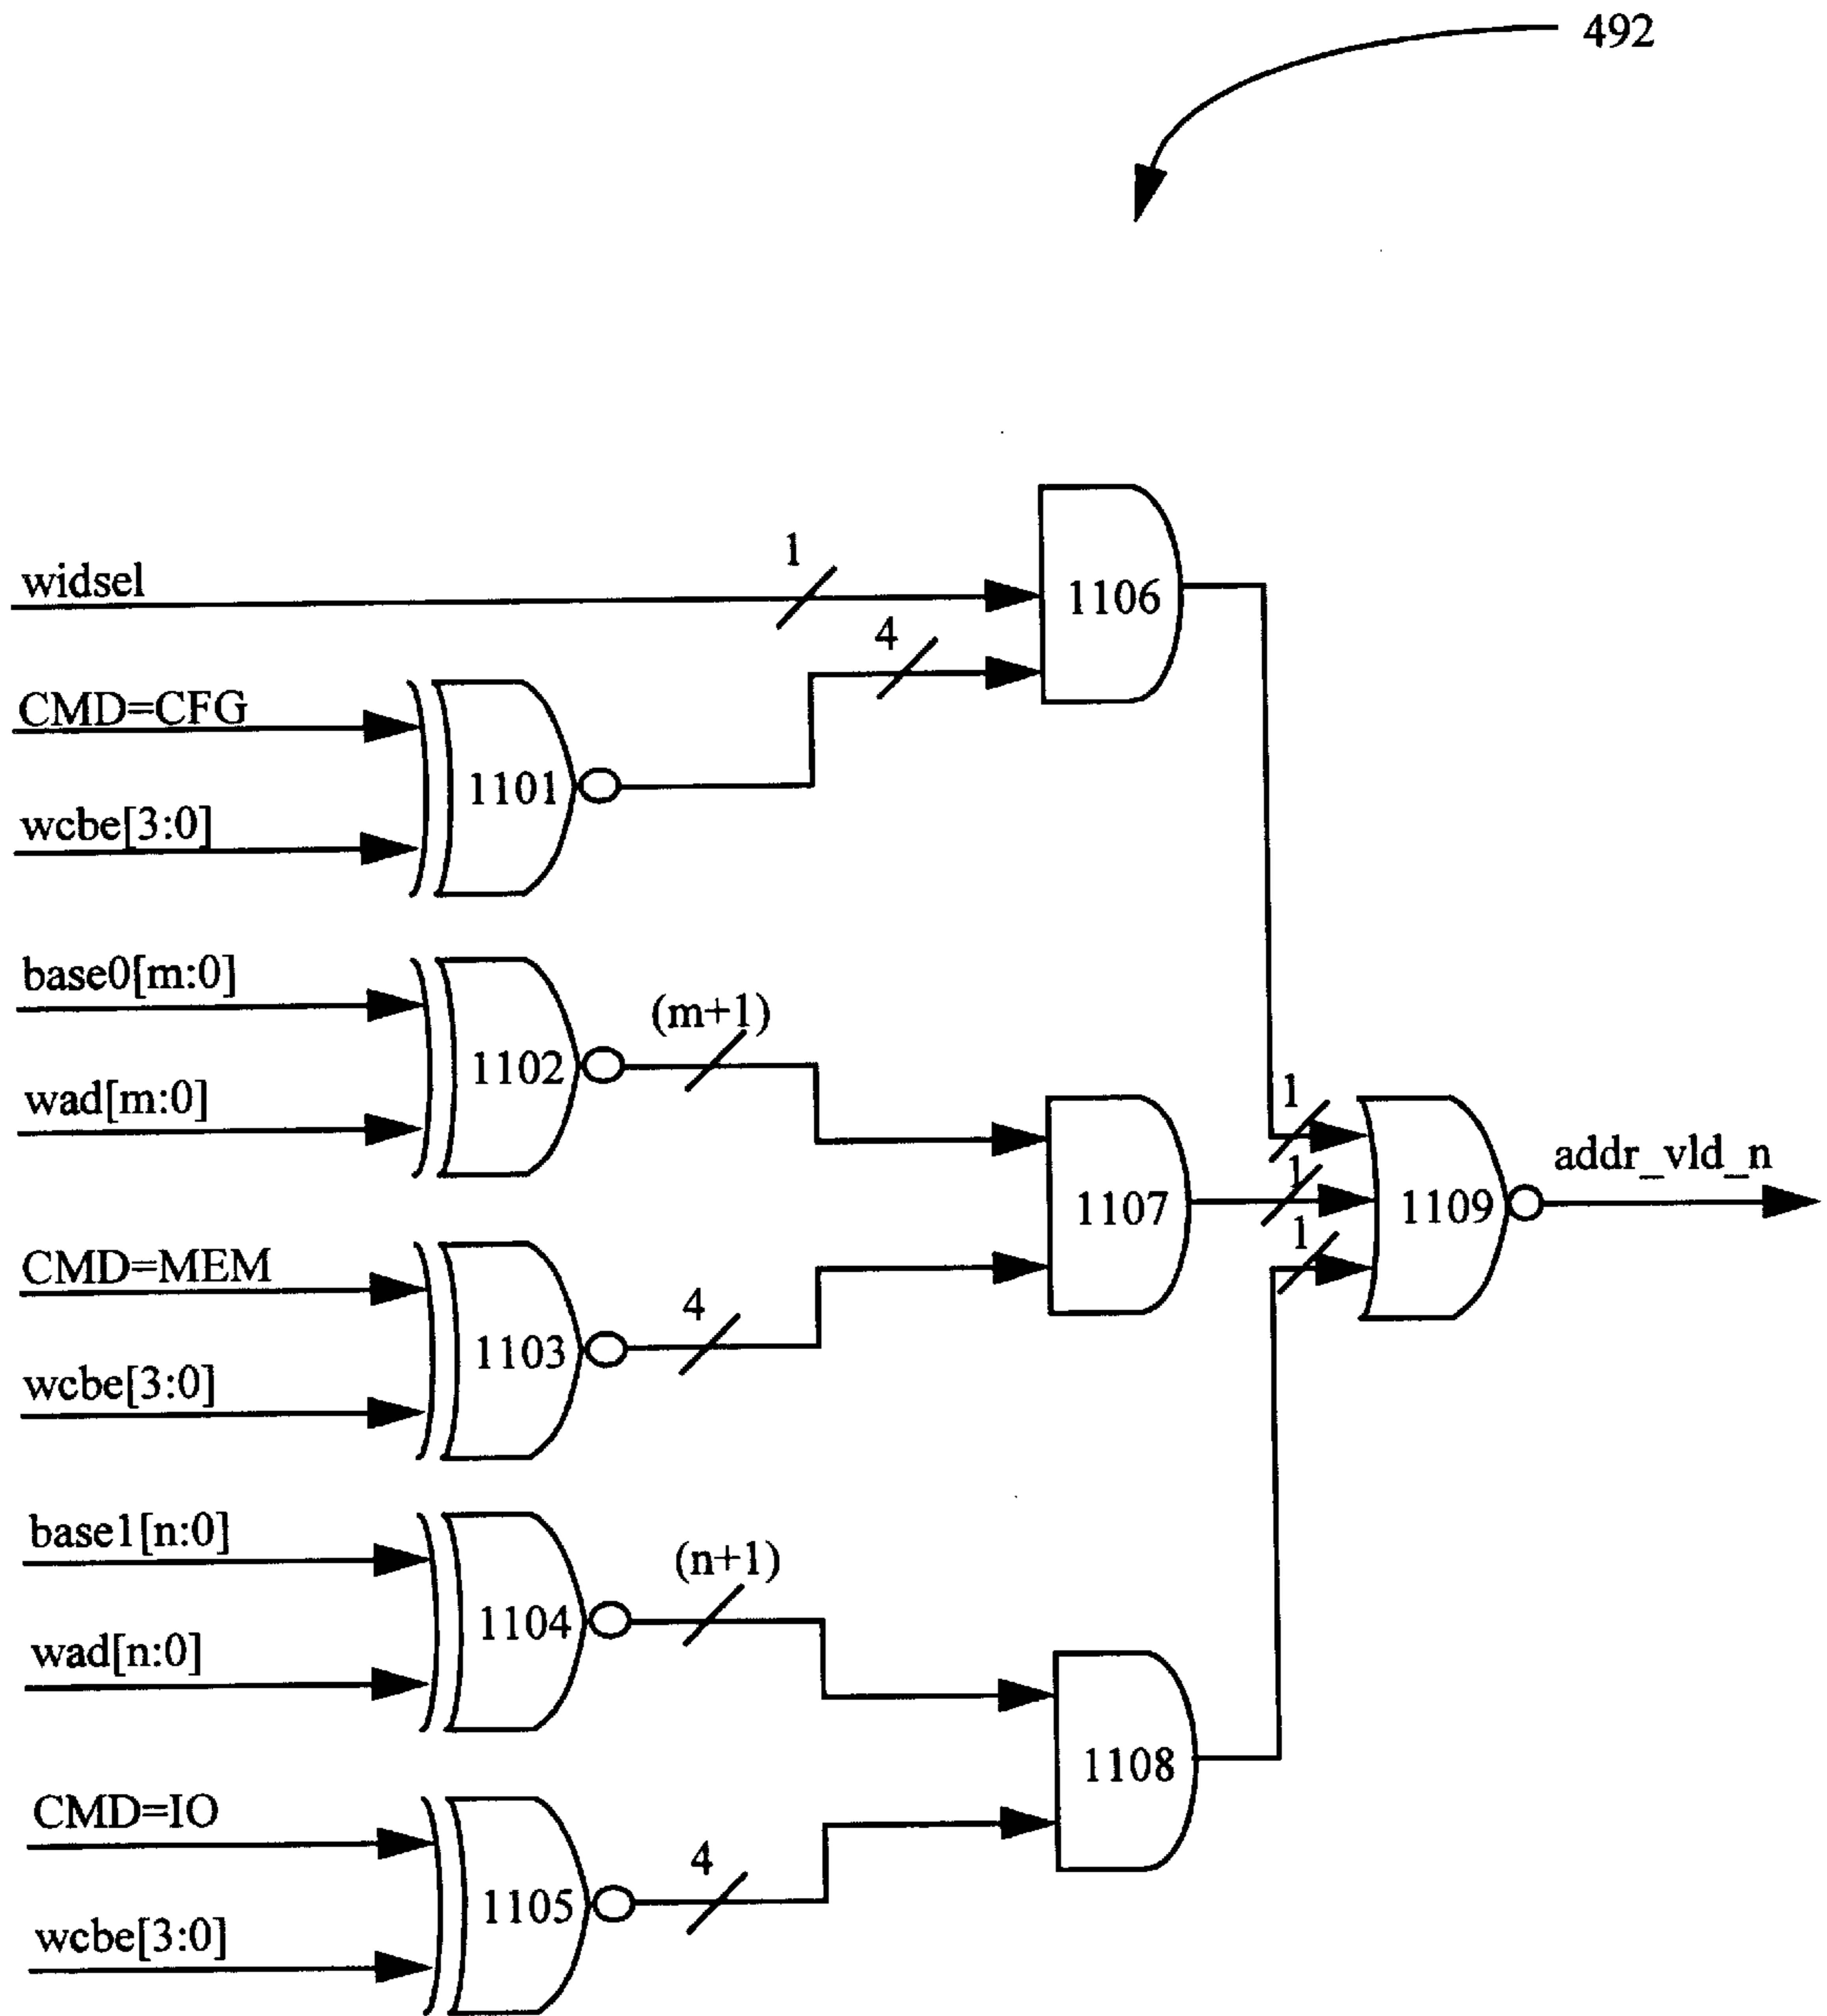 492
widsel
1
1106
4
CMD=CFG
1101
wcbe[3:0]
base0[m:0]
(m+1)
1102
wad[m:0]
1
1
1
1107
1109
addr_vld_n
CMD=MEM
4
1103
wcbe[3:0]
base1[n:0]
(n+1)
1104
wad[n:0]
1108
CMD=IO
4
1105
wcbe[3:0]